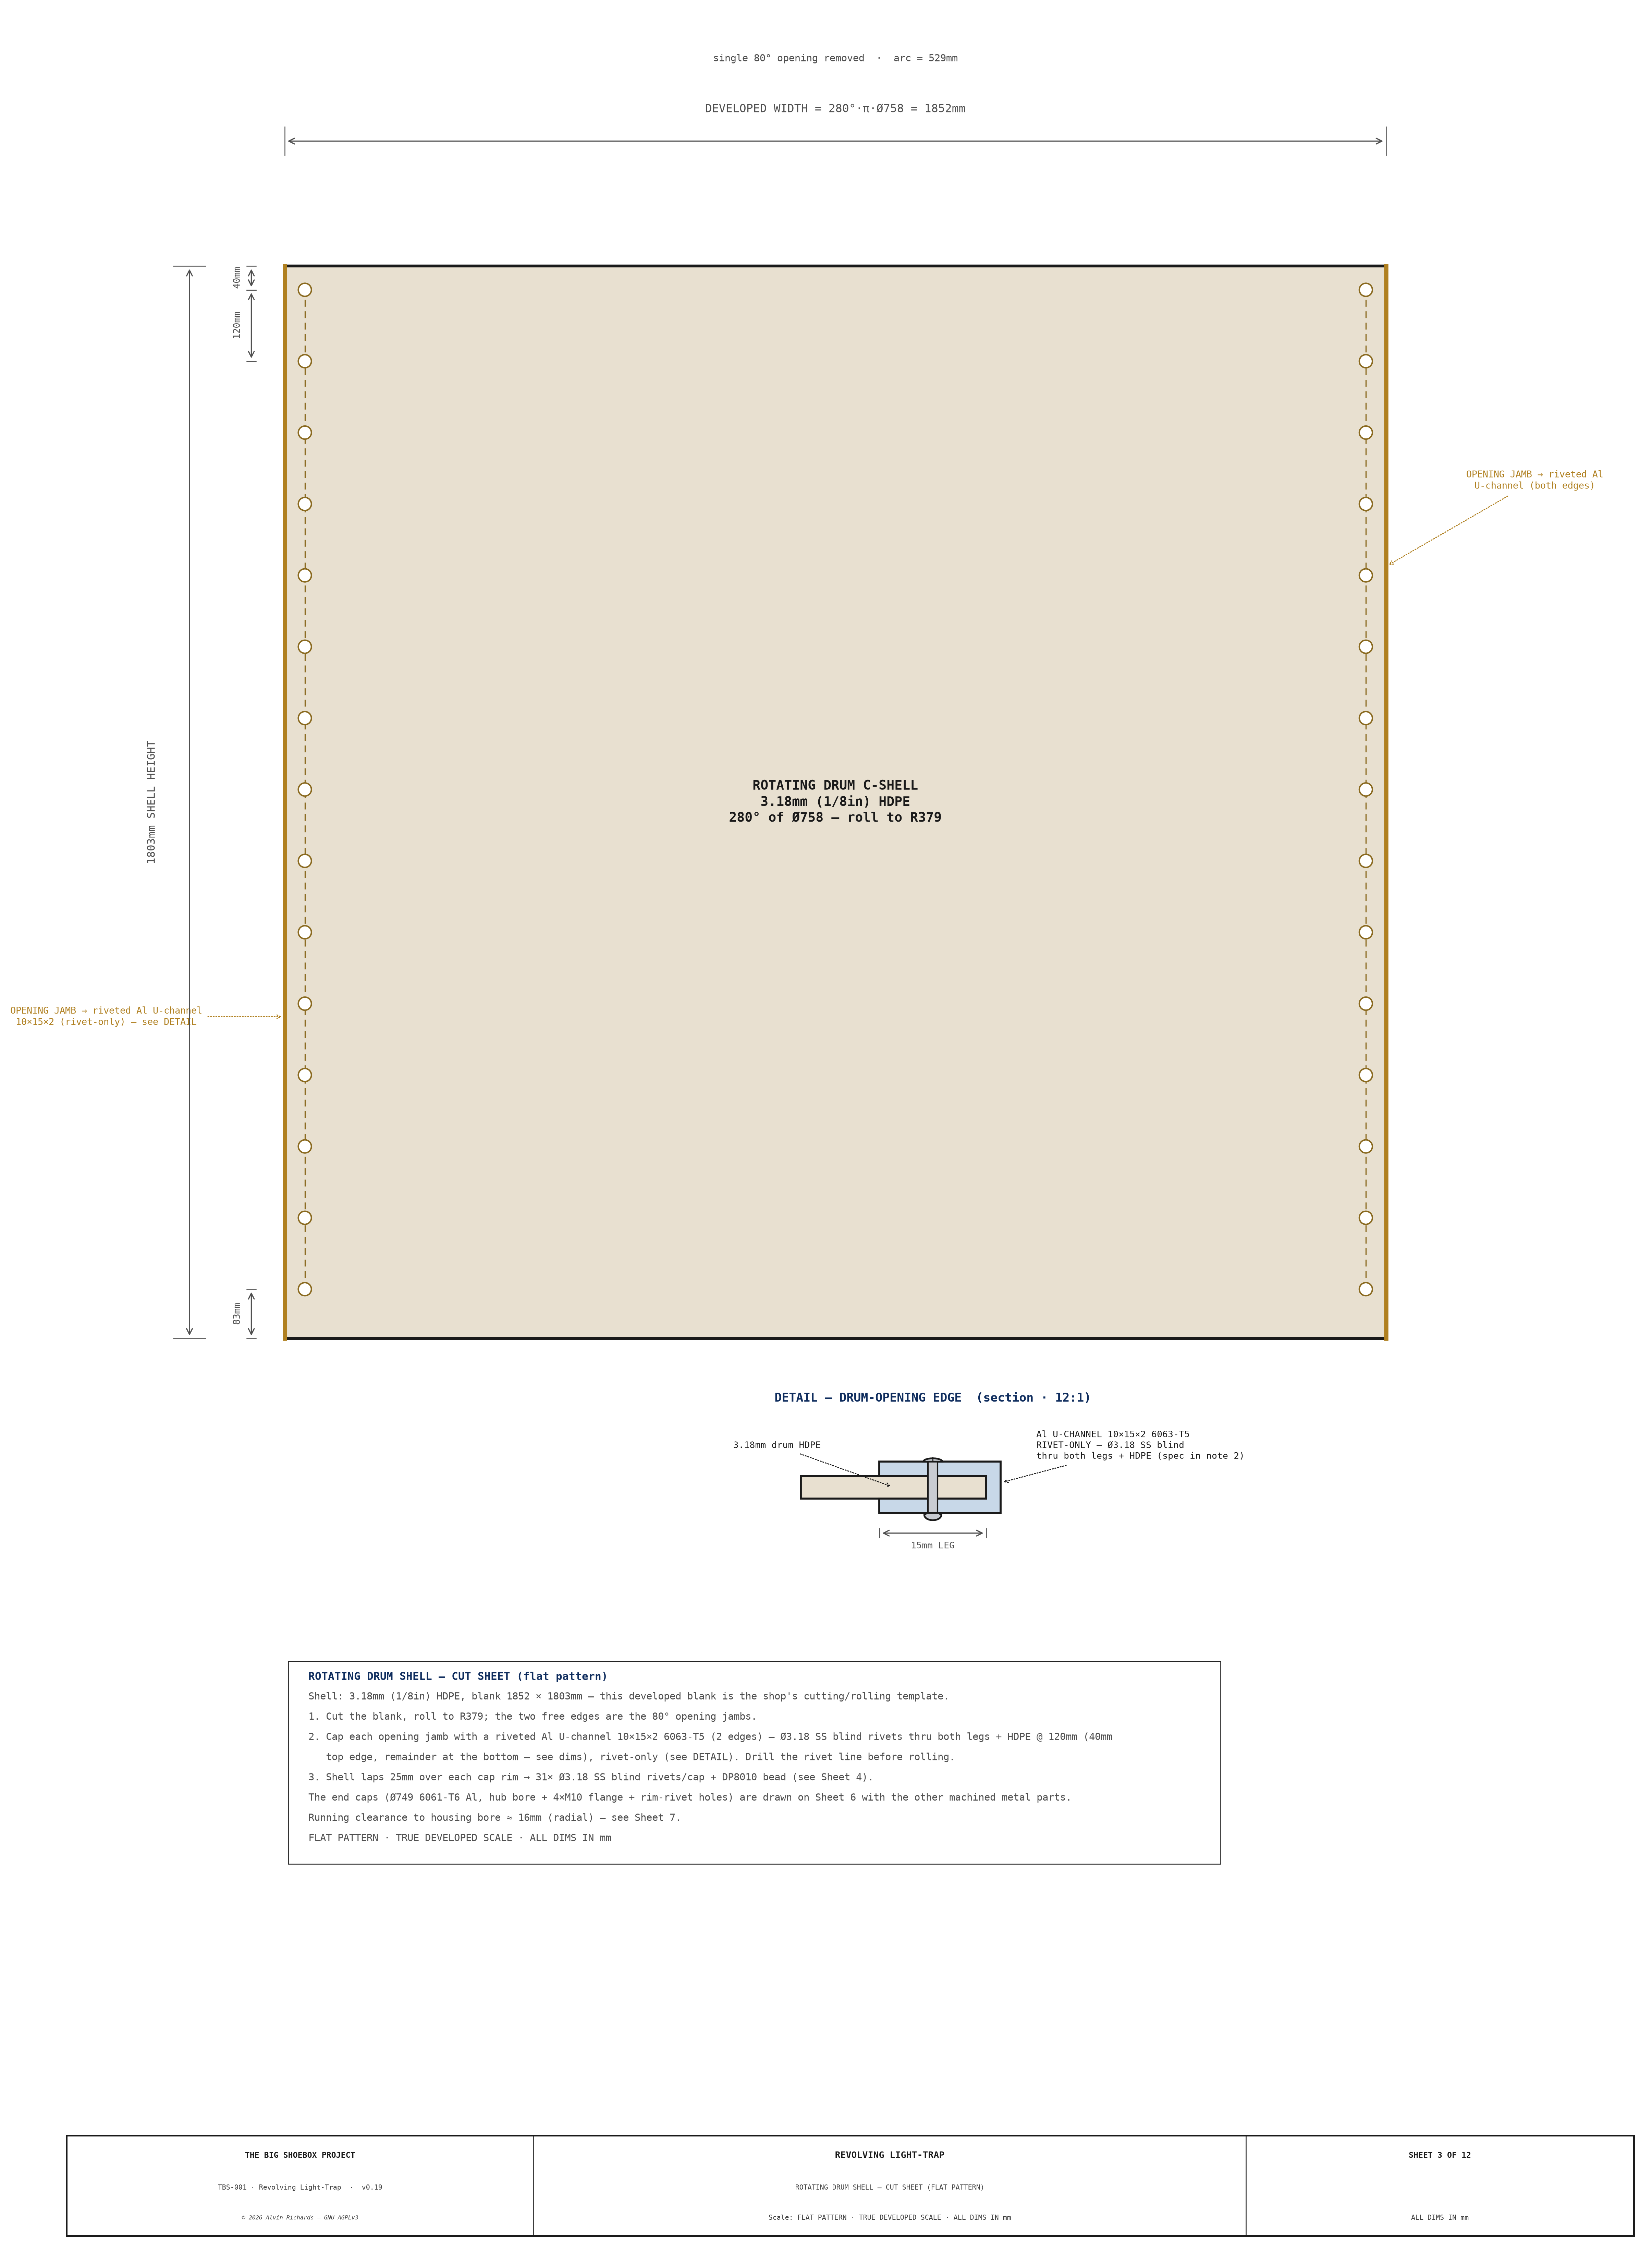 single 80° opening removed  ·  arc = 529mm
DEVELOPED WIDTH = 280°·π·Ø758 = 1852mm
40mm
120mm
OPENING JAMB → riveted Al
U-channel (both edges)
1803mm SHELL HEIGHT
ROTATING DRUM C-SHELL
3.18mm (1/8in) HDPE
280° of Ø758 — roll to R379
OPENING JAMB → riveted Al U-channel
10×15×2 (rivet-only) — see DETAIL
83mm
DETAIL — DRUM-OPENING EDGE  (section · 12:1)
3.18mm drum HDPE
Al U-CHANNEL 10×15×2 6063-T5
RIVET-ONLY — Ø3.18 SS blind
thru both legs + HDPE (spec in note 2)
15mm LEG
ROTATING DRUM SHELL — CUT SHEET (flat pattern)
Shell: 3.18mm (1/8in) HDPE, blank 1852 × 1803mm — this developed blank is the shop's cutting/rolling template.
1. Cut the blank, roll to R379; the two free edges are the 80° opening jambs.
2. Cap each opening jamb with a riveted Al U-channel 10×15×2 6063-T5 (2 edges) — Ø3.18 SS blind rivets thru both legs + HDPE @ 120mm (40mm
top edge, remainder at the bottom — see dims), rivet-only (see DETAIL). Drill the rivet line before rolling.
3. Shell laps 25mm over each cap rim → 31× Ø3.18 SS blind rivets/cap + DP8010 bead (see Sheet 4).
The end caps (Ø749 6061-T6 Al, hub bore + 4×M10 flange + rim-rivet holes) are drawn on Sheet 6 with the other machined metal parts.
Running clearance to housing bore ≈ 16mm (radial) — see Sheet 7.
FLAT PATTERN · TRUE DEVELOPED SCALE · ALL DIMS IN mm
THE BIG SHOEBOX PROJECT
TBS-001 · Revolving Light-Trap  ·  v0.19
© 2026 Alvin Richards — GNU AGPLv3
REVOLVING LIGHT-TRAP
ROTATING DRUM SHELL — CUT SHEET (FLAT PATTERN)
Scale: FLAT PATTERN · TRUE DEVELOPED SCALE · ALL DIMS IN mm
SHEET 3 OF 12
ALL DIMS IN mm